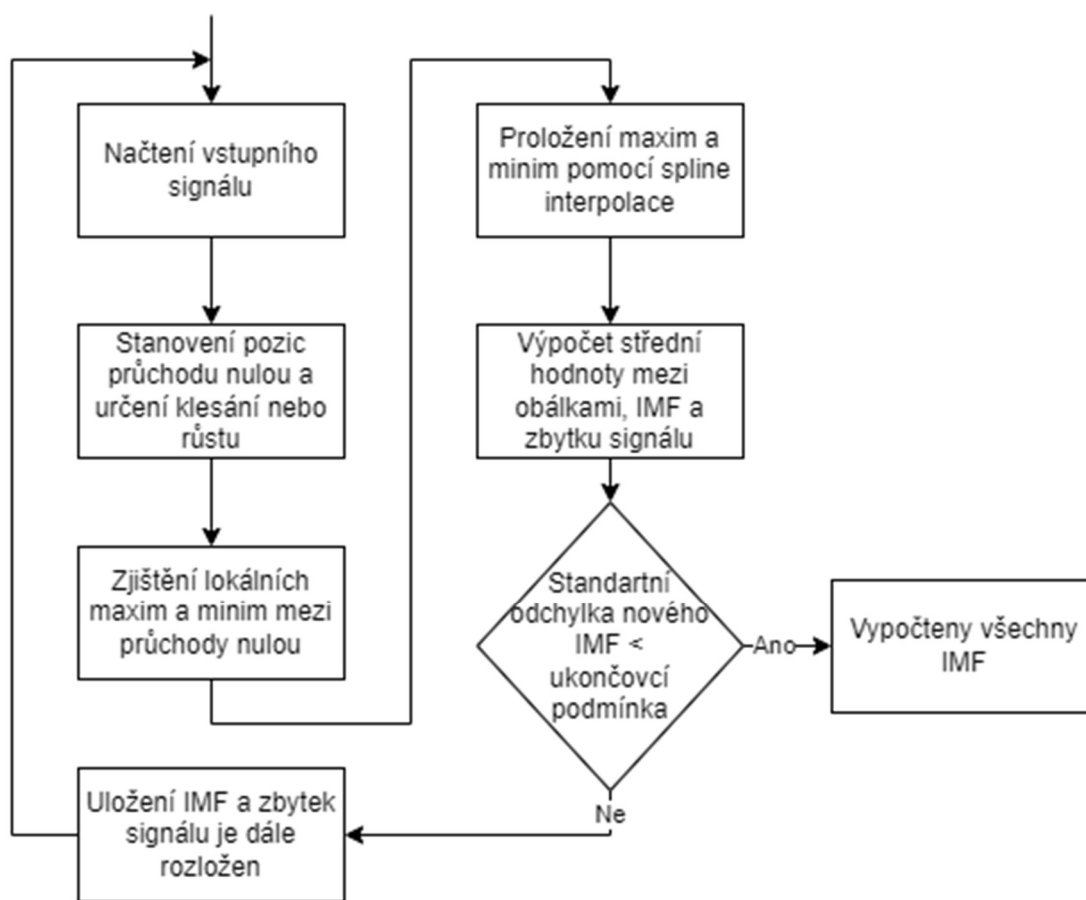 Načtení vstupního
signálu
Stanovení pozic
průchodu nulou a
určení klesání nebo
růstu
Zjištění lokálních
maxim a minim mezi
průchody nulou
Proložení maxim a
minim pomocí spline
interpolace
Výpočet střední
hodnoty mezi
obálkami, IMF a
zbytku signálu
Standartní
odchylka nového
IMF <
ukončovcí
podmínka
Ano
Vypočteny všechny
IMF
Ne
Uložení IMF a zbytek
signálu je dále
rozložen